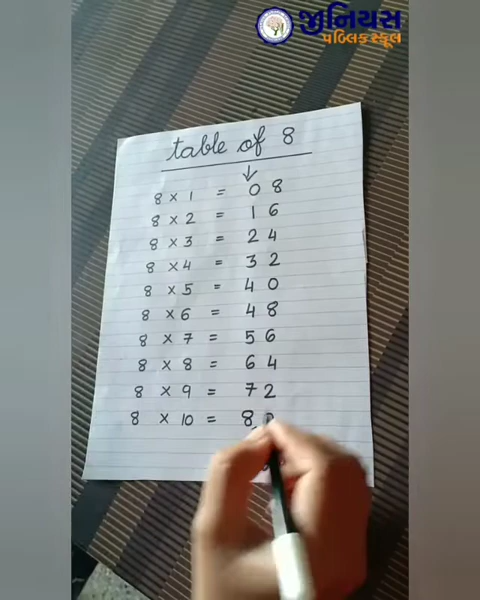 જીનિયસ
પબ્લિક સ્કૂલ
table of 8
8 × 1 = 0 8
8 × 2 = 1 6
8 × 3 = 2 4
8 × 4 = 3 2
8 × 5 = 4 0
8 × 6 = 4 8
8 × 7 = 5 6
8 × 8 = 6 4
8 × 9 = 7 2
8 × 10 = 8 0